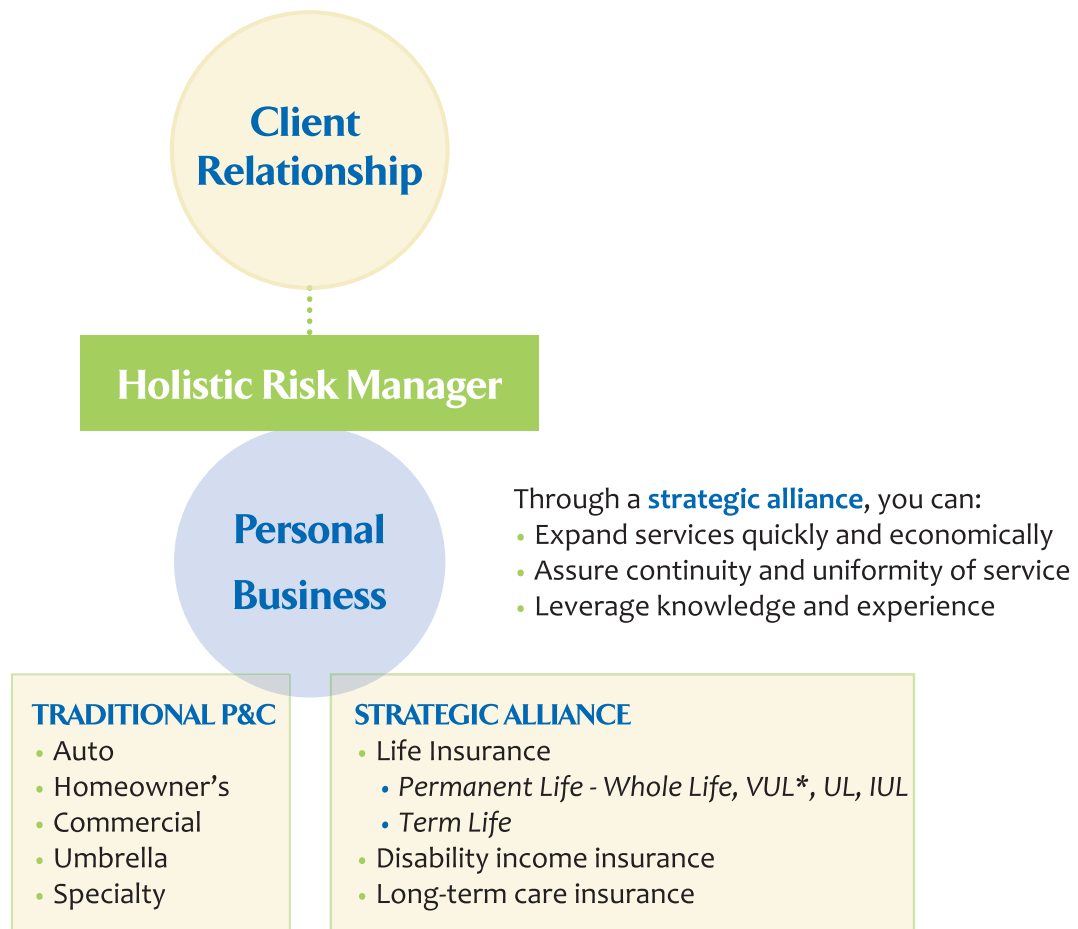 Client
Relationship
Holistic Risk Manager
Personal
Business
Through a strategic alliance, you can:
• Expand services quickly and economically
• Assure continuity and uniformity of service
• Leverage knowledge and experience
TRADITIONAL P&C
• Auto
• Homeowner’s
• Commercial
• Umbrella
• Specialty
STRATEGIC ALLIANCE
• Life Insurance
• Permanent Life - Whole Life, VUL*, UL, IUL
• Term Life
• Disability income insurance
• Long-term care insurance